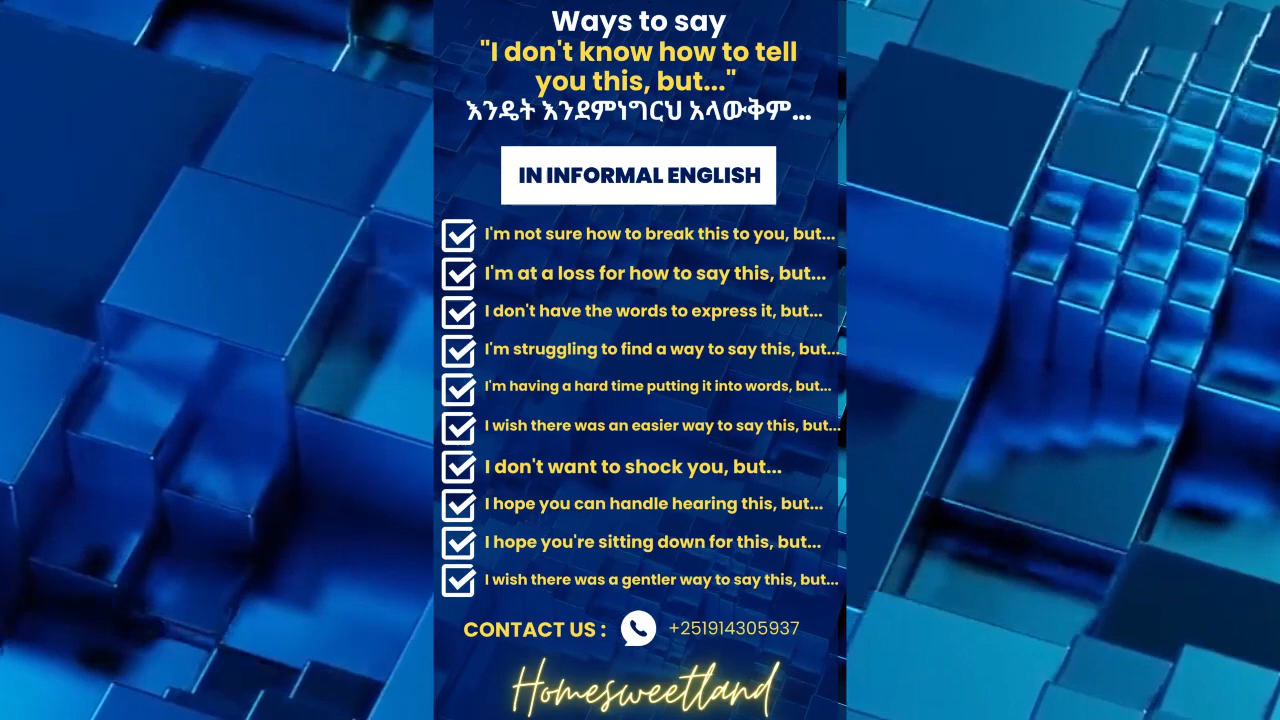 Ways to say
"I don't know how to tell
you this, but..."
እንዴት እንደምነግርህ አላውቅም...
IN INFORMAL ENGLISH
I'm not sure how to break this to you, but...
I'm at a loss for how to say this, but...
I don't have the words to express it, but...
I'm struggling to find a way to say this, but...
I'm having a hard time putting it into words, but...
I wish there was an easier way to say this, but...
I don't want to shock you, but...
I hope you can handle hearing this, but...
I hope you're sitting down for this, but...
I wish there was a gentler way to say this, but...
CONTACT US : +251914305937
Homesweetland